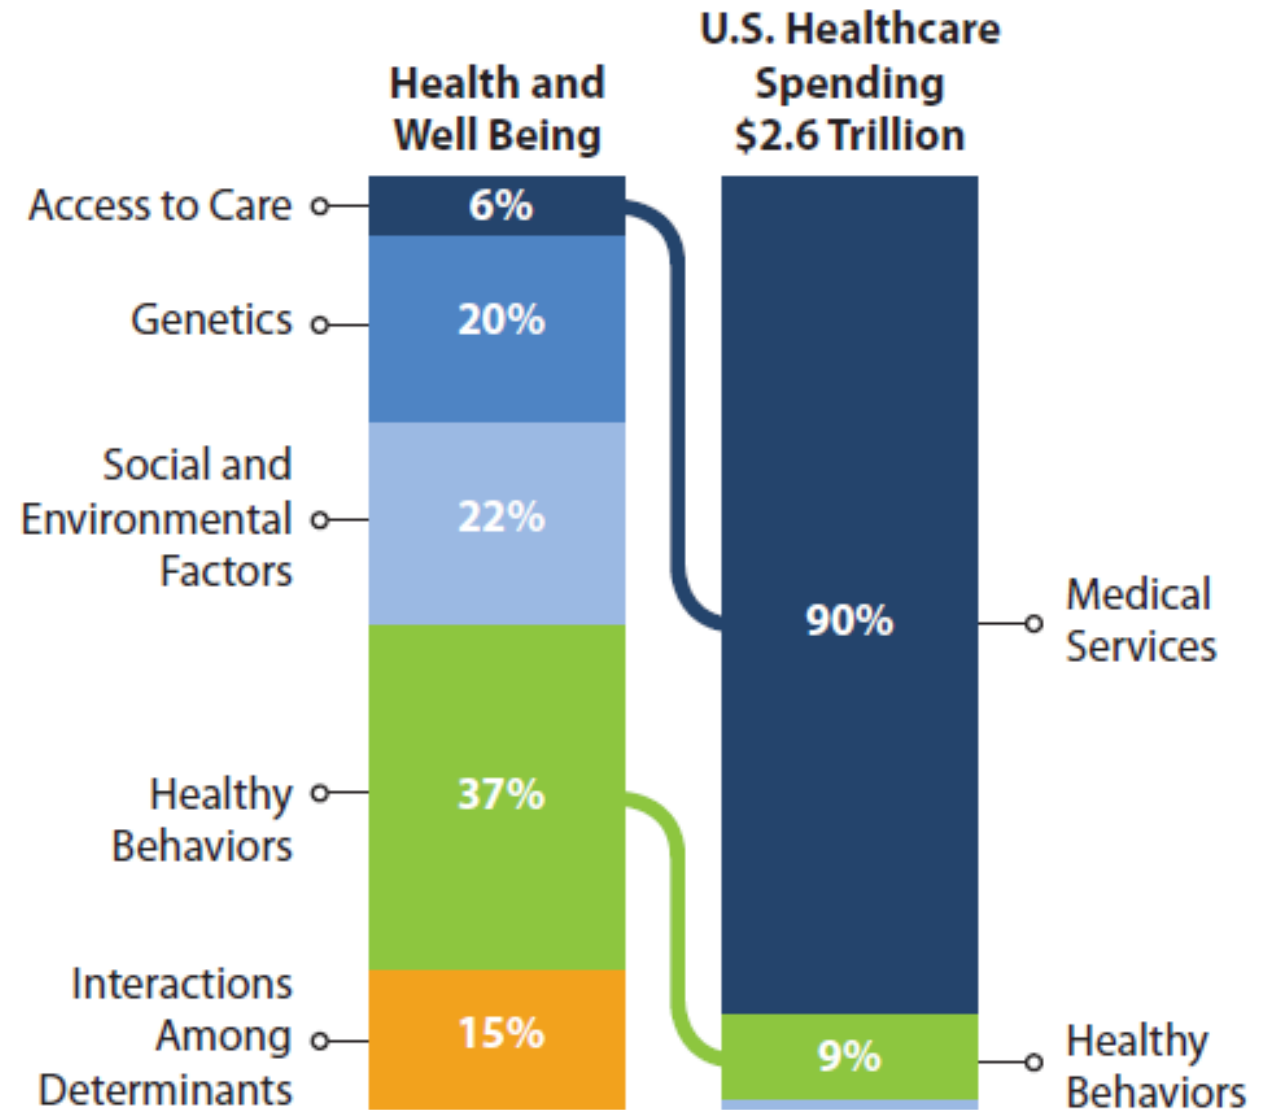 Health and
Well Being
U.S. Healthcare
Spending
$2.6 Trillion
Access to Care
6%
Genetics
20%
Social and
Environmental
Factors
22%
Healthy
Behaviors
37%
Interactions
Among
Determinants
15%
90%
Medical
Services
9%
Healthy
Behaviors